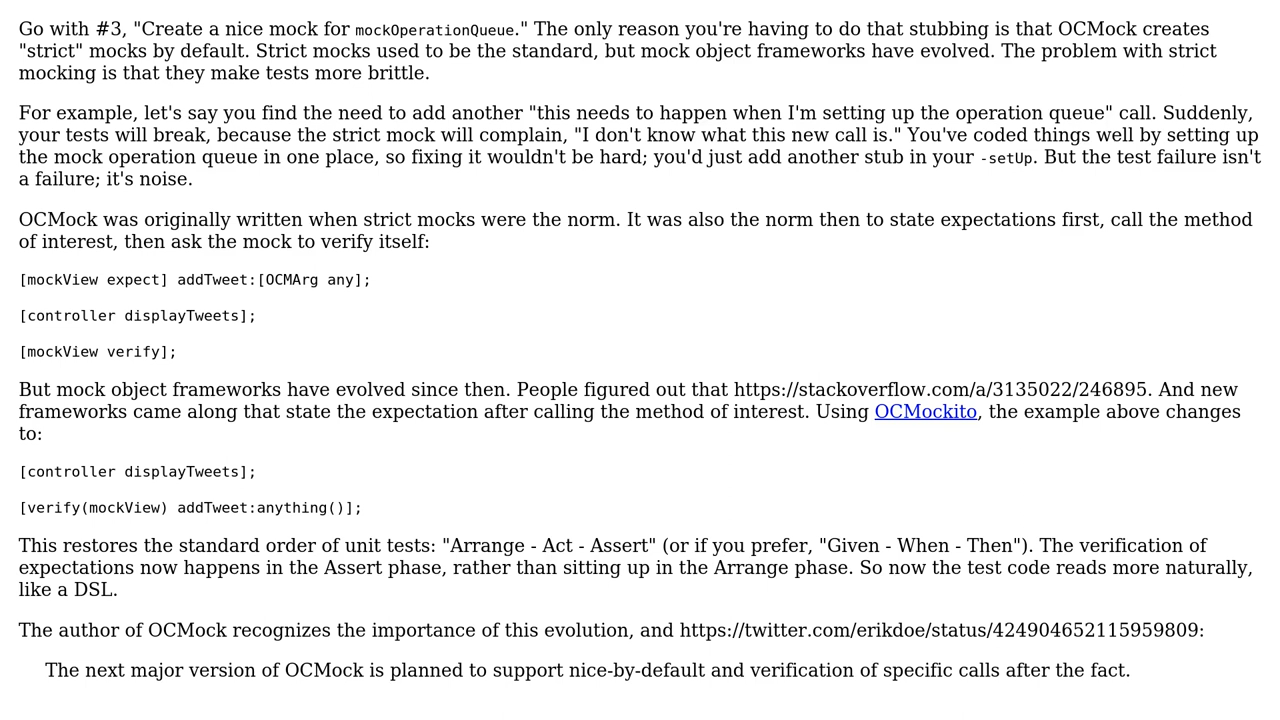 Go with #3, "Create a nice mock for mockOperationQueue." The only reason you're having to do that stubbing is that OCMock creates
"strict" mocks by default. Strict mocks used to be the standard, but mock object frameworks have evolved. The problem with strict
mocking is that they make tests more brittle.
For example, let's say you find the need to add another "this needs to happen when I'm setting up the operation queue" call. Suddenly,
your tests will break, because the strict mock will complain, "I don't know what this new call is." You've coded things well by setting up
the mock operation queue in one place, so fixing it wouldn't be hard; you'd just add another stub in your -setUp. But the test failure isn't
a failure; it's noise.
OCMock was originally written when strict mocks were the norm. It was also the norm then to state expectations first, call the method
of interest, then ask the mock to verify itself:
[mockView expect] addTweet:[OCMArg any];
[controller displayTweets];
[mockView verify];
But mock object frameworks have evolved since then. People figured out that https://stackoverflow.com/a/3135022/246895. And new
frameworks came along that state the expectation after calling the method of interest. Using OCMockito, the example above changes
to:
[controller displayTweets];
[verify(mockView) addTweet:anything()];
This restores the standard order of unit tests: "Arrange - Act - Assert" (or if you prefer, "Given - When - Then"). The verification of
expectations now happens in the Assert phase, rather than sitting up in the Arrange phase. So now the test code reads more naturally,
like a DSL.
The author of OCMock recognizes the importance of this evolution, and https://twitter.com/erikdoe/status/424904652115959809:
The next major version of OCMock is planned to support nice-by-default and verification of specific calls after the fact.